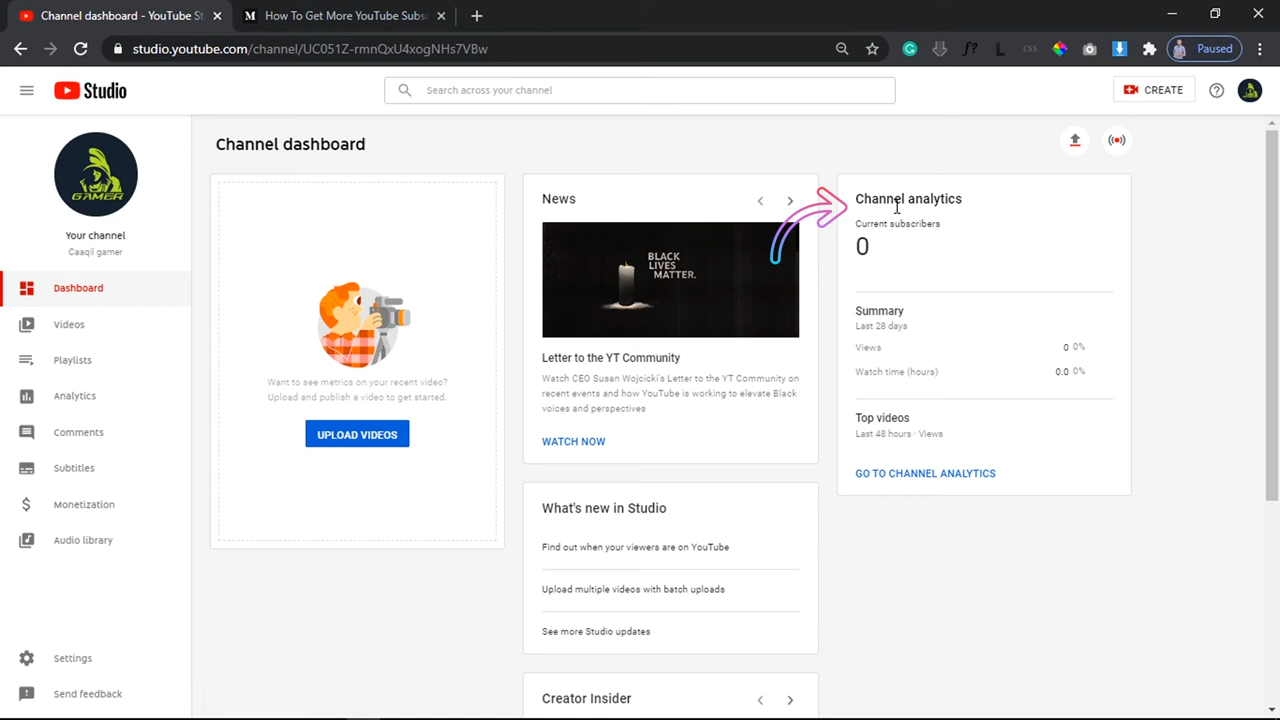 Channel dashboard - YouTube St
How To Get More YouTube Subs
studio.youtube.com/channel/UC051Z-rmnQxU4xogNHs7VBw
f?
L
CSS
Paused
Studio
Search across your channel
CREATE
GAMER
Your channel
Caaqil gamer
Dashboard
Videos
Playlists
Analytics
Comments
Subtitles
Monetization
Audio library
Settings
Send feedback
Channel dashboard
Want to see metrics on your recent video?
Upload and publish a video to get started.
UPLOAD VIDEOS
News
BLACK
LIVES
MATTER.
Letter to the YT Community
Watch CEO Susan Wojcicki's Letter to the YT Community on
recent events and how YouTube is working to elevate Black
voices and perspectives
WATCH NOW
What's new in Studio
Find out when your viewers are on YouTube
Upload multiple videos with batch uploads
See more Studio updates
Creator Insider
Channel analytics
Current subscribers
0
Summary
Last 28 days
Views 0 0%
Watch time (hours) 0.0 0%
Top videos
Last 48 hours · Views
GO TO CHANNEL ANALYTICS